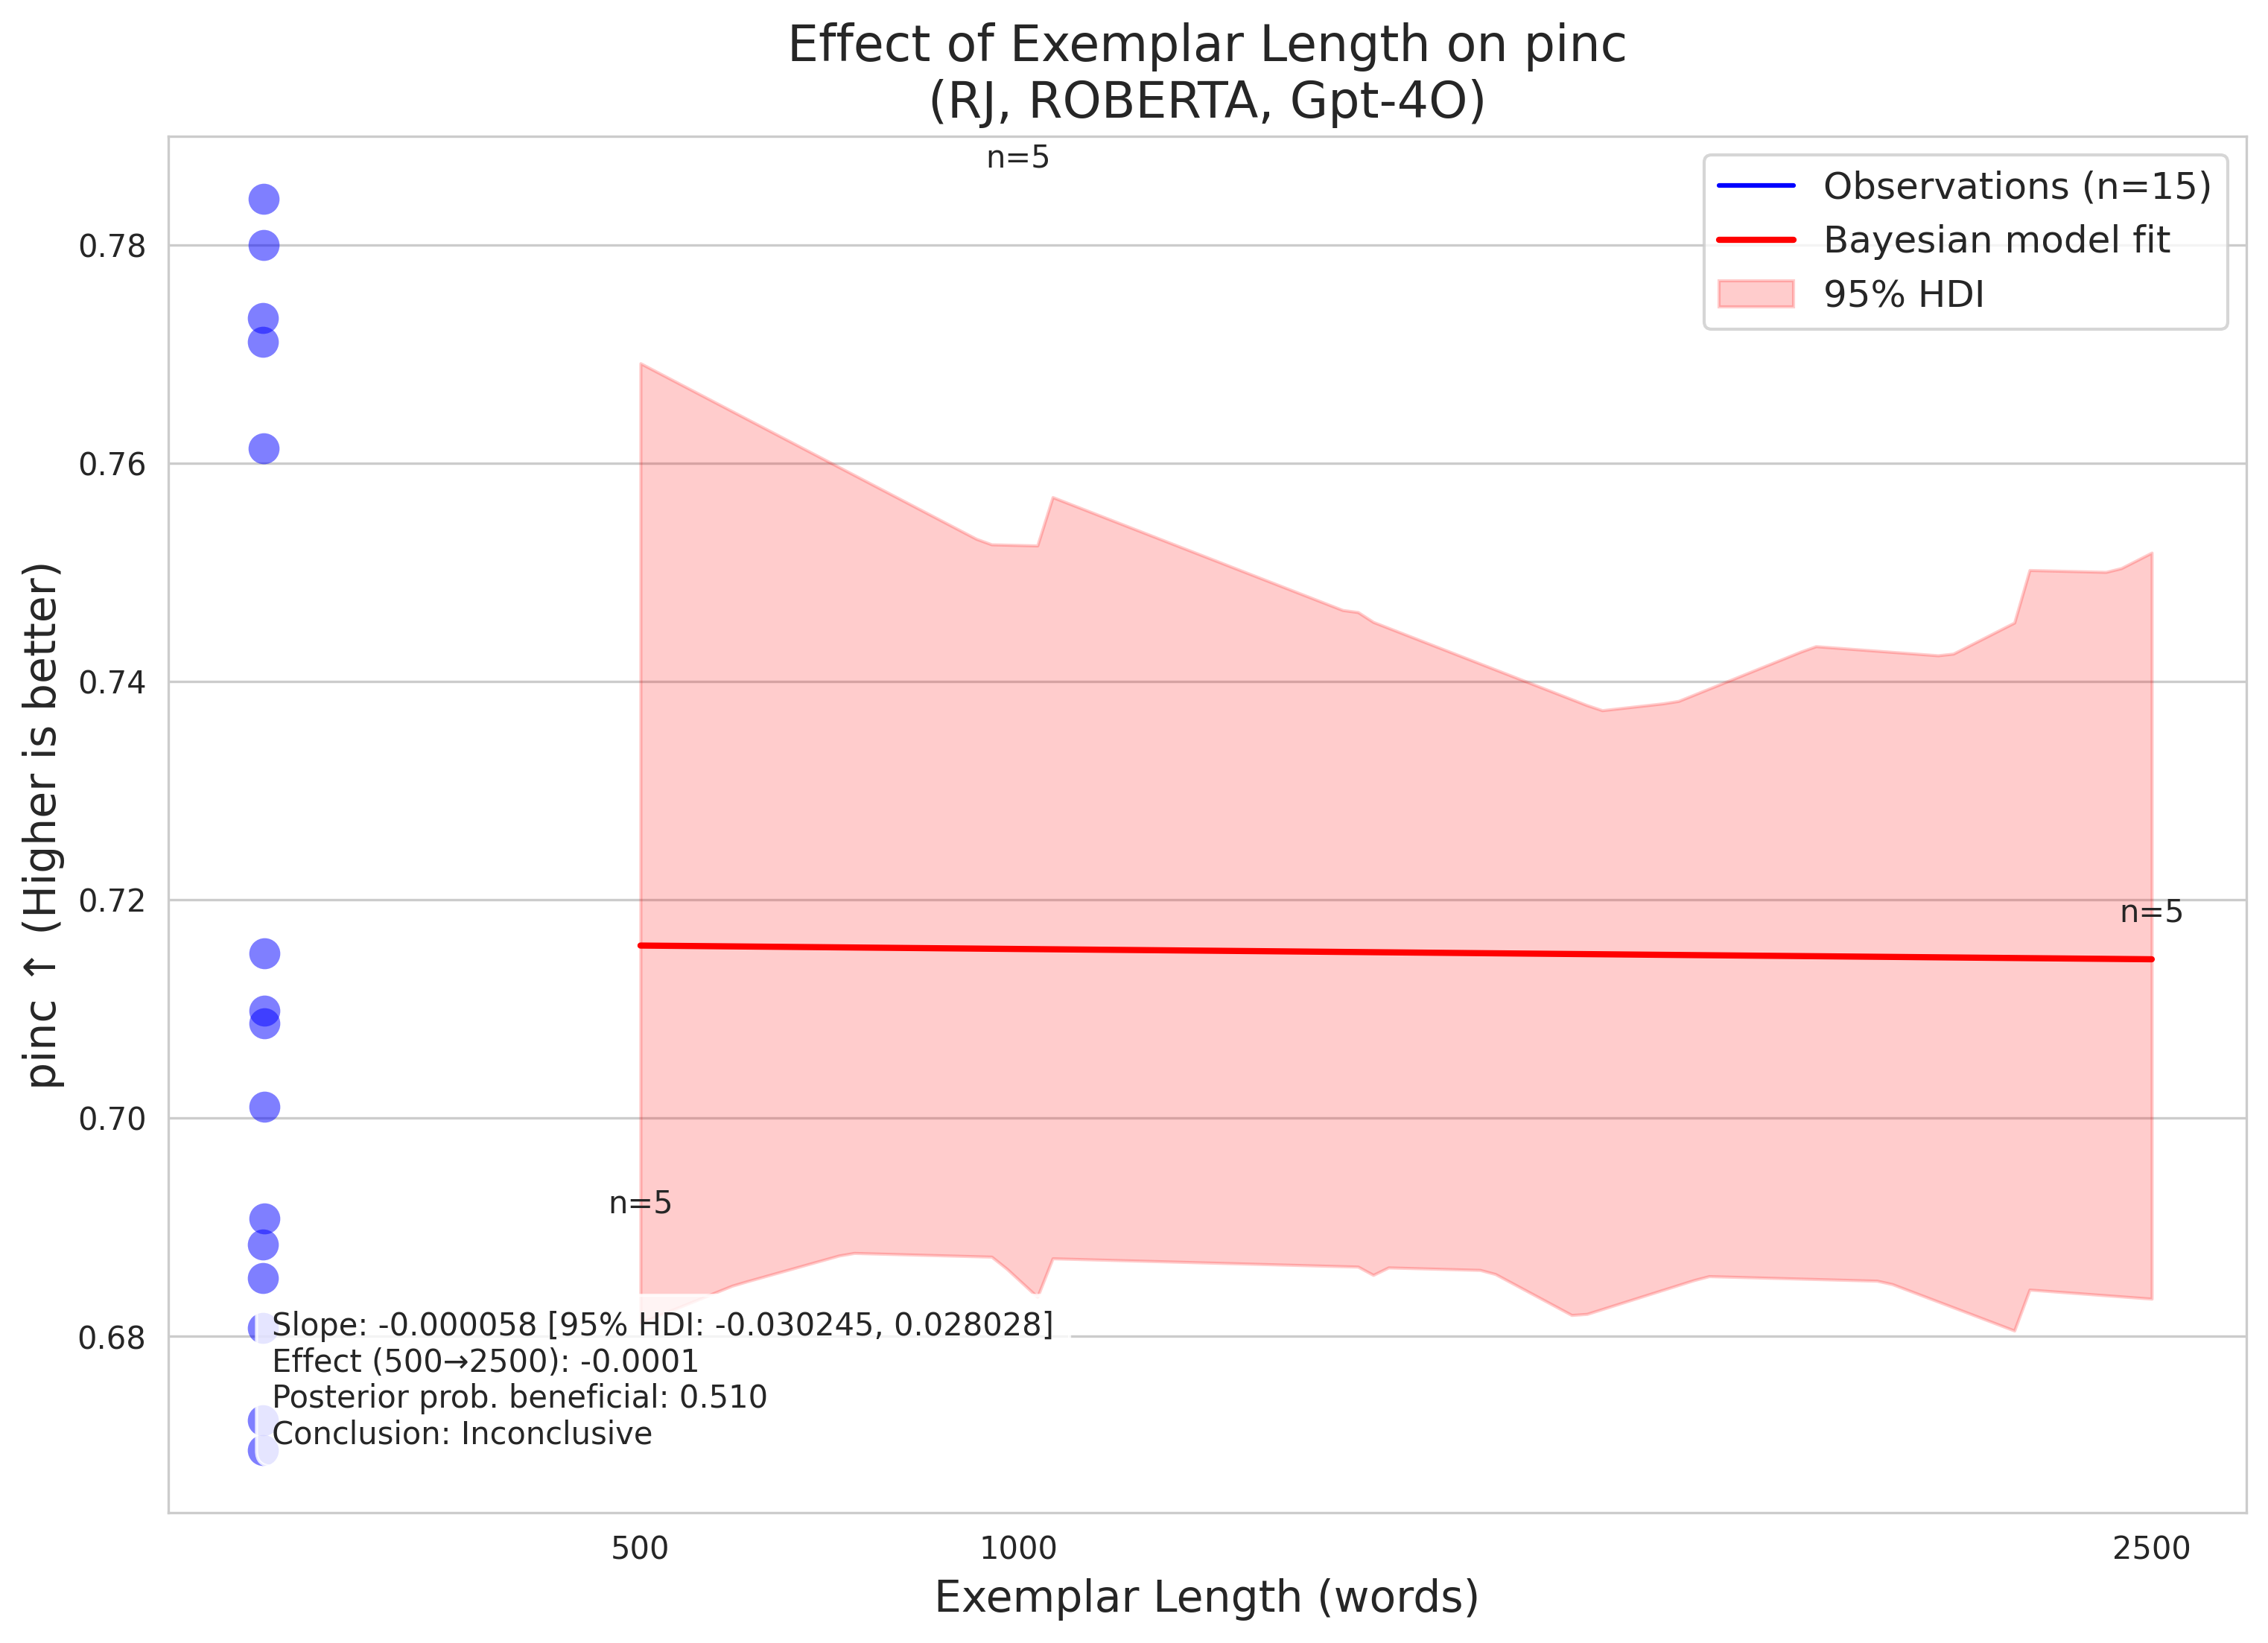 Effect of Exemplar Length on pinc
(RJ, ROBERTA, Gpt-4O)
n=5
Observations (n=15)
Bayesian model fit
95% HDI
0.78
0.76
0.74
0.72
0.70
0.68
pinc ↑ (Higher is better)
n=5
n=5
Slope: -0.000058 [95% HDI: -0.030245, 0.028028]
Effect (500→2500): -0.0001
Posterior prob. beneficial: 0.510
Conclusion: Inconclusive
500
1000
2500
Exemplar Length (words)